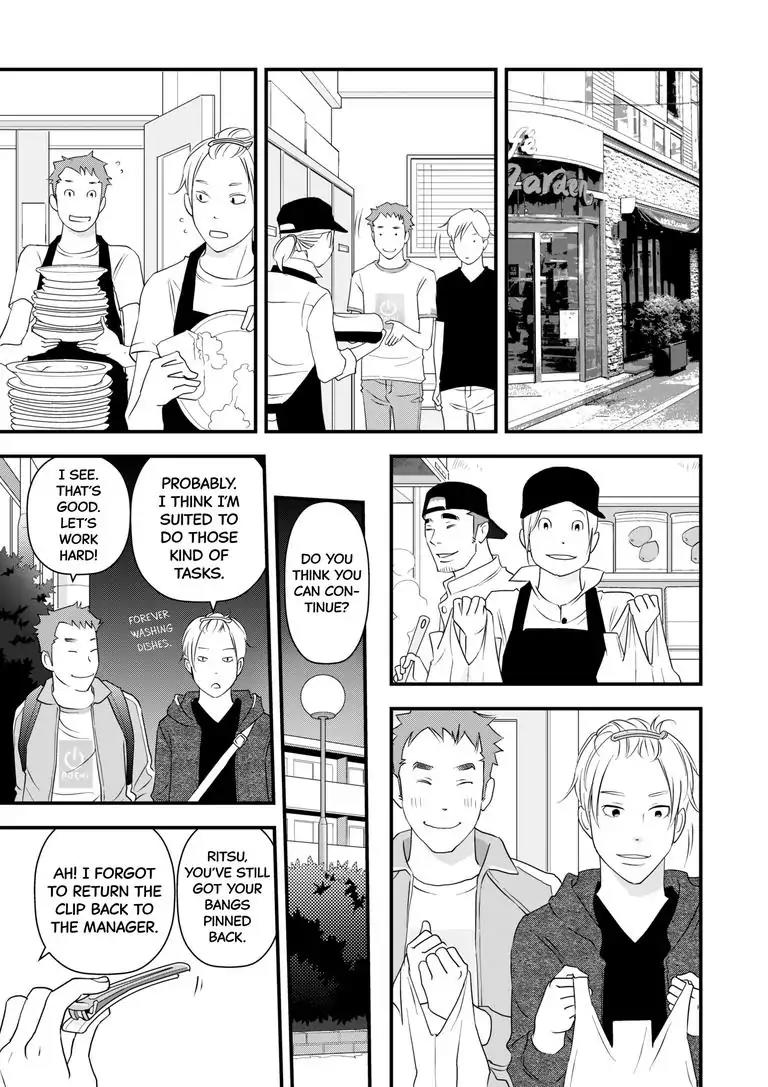 fé
Garden
DO YOU
THINK YOU
CAN CON-
TINUE?
PROBABLY.
I THINK I'M
SUITED TO
DO THOSE
KIND OF
TASKS.
FOREVER
WASHING
DISHES.
I SEE.
THAT'S
GOOD.
LET'S
WORK
HARD!
RITSU,
YOU'VE STILL
GOT YOUR
BANGS
PINNED
BACK.
AH! I FORGOT
TO RETURN THE
CLIP BACK TO
THE MANAGER.